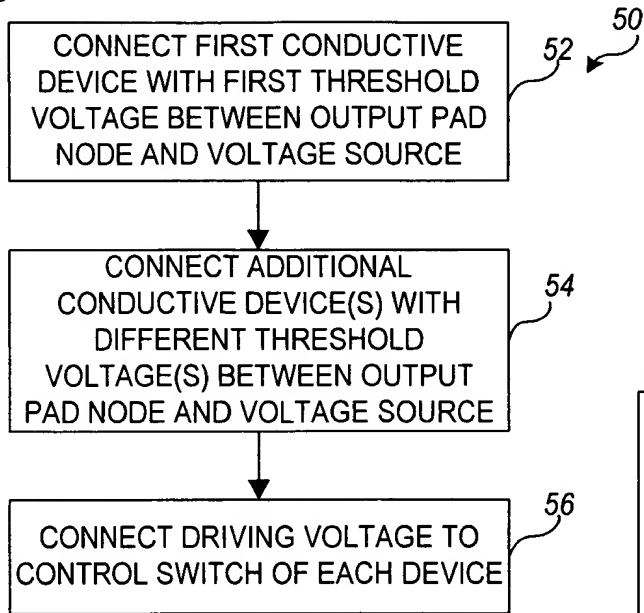 50
CONNECT FIRST CONDUCTIVE
DEVICE WITH FIRST THRESHOLD
VOLTAGE BETWEEN OUTPUT PAD
NODE AND VOLTAGE SOURCE
52
CONNECT ADDITIONAL
CONDUCTIVE DEVICE(S) WITH
DIFFERENT THRESHOLD
VOLTAGE(S) BETWEEN OUTPUT
PAD NODE AND VOLTAGE SOURCE
54
CONNECT DRIVING VOLTAGE TO
CONTROL SWITCH OF EACH DEVICE
56